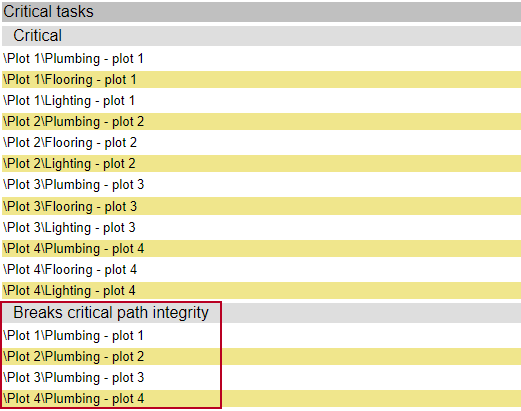 Critical tasks
Critical
\Plot 1\Plumbing - plot 1
\Plot 1\Flooring - plot 1
\Plot 1\Lighting - plot 1
\Plot 2\Plumbing - plot 2
\Plot 2\Flooring - plot 2
\Plot 2\Lighting - plot 2
\Plot 3\Plumbing - plot 3
\Plot 3\Flooring - plot 3
\Plot 3\Lighting - plot 3
\Plot 4\Plumbing - plot 4
\Plot 4\Flooring - plot 4
\Plot 4\Lighting - plot 4
Breaks critical path integrity
\Plot 1\Plumbing - plot 1
\Plot 2\Plumbing - plot 2
\Plot 3\Plumbing - plot 3
\Plot 4\Plumbing - plot 4